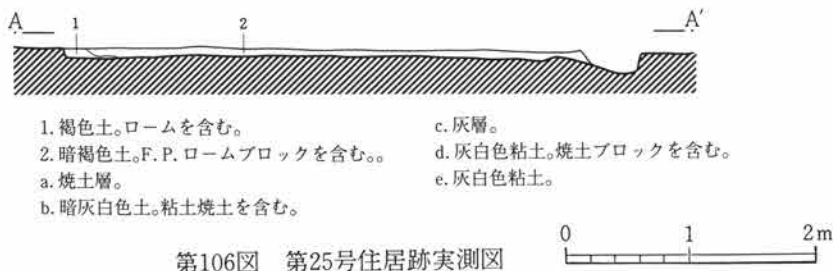 A 1 2 A′
1. 褐色土。ロームを含む。
2. 暗褐色土。F.P.ロームブロックを含む。。
a. 焼土層。
b. 暗灰白色土。粘土焼土を含む。
c. 灰層。
d. 灰白色粘土。焼土ブロックを含む。
e. 灰白色粘土。
0 1 2m
第106図 第25号住居跡実測図